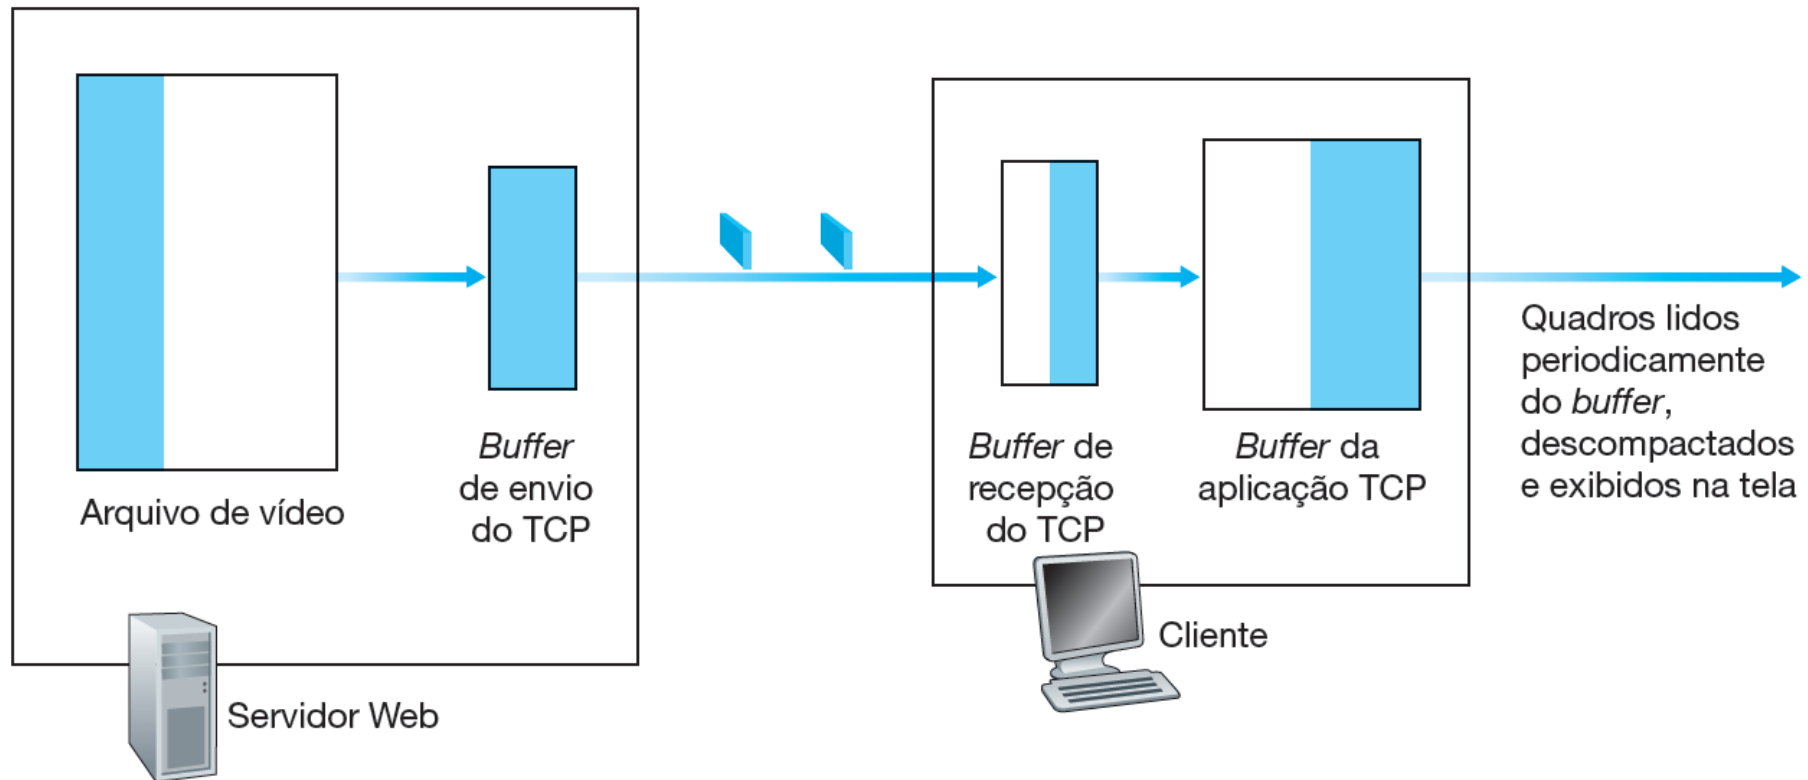 Arquivo de vídeo
Buffer
de envio
do TCP
Servidor Web
Buffer de
recepção
do TCP
Buffer da
aplicação TCP
Cliente
Quadros lidos
periodicamente
do buffer,
descompactados
e exibidos na tela